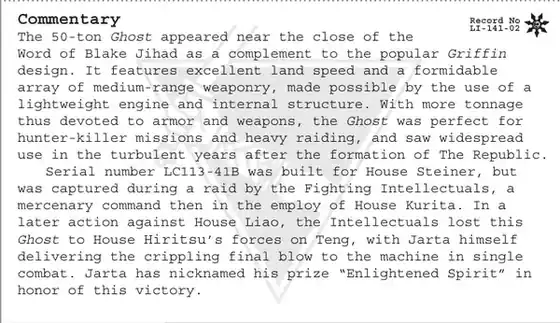 Commentary
Record No
LI-141-02
The 50-ton Ghost appeared near the close of the
Word of Blake Jihad as a complement to the popular Griffin
design. It features excellent land speed and a formidable
array of medium-range weaponry, made possible by the use of a
lightweight engine and internal structure. With more tonnage
thus devoted to armor and weapons, the Ghost was perfect for
hunter-killer missions and heavy raiding, and saw widespread
use in the turbulent years after the formation of The Republic.
Serial number LC113-41B was built for House Steiner, but
was captured during a raid by the Fighting Intellectuals, a
mercenary command then in the employ of House Kurita. In a
later action against House Liao, the Intellectuals lost this
Ghost to House Hiritsu's forces on Teng, with Jarta himself
delivering the crippling final blow to the machine in single
combat. Jarta has nicknamed his prize “Enlightened Spirit” in
honor of this victory.